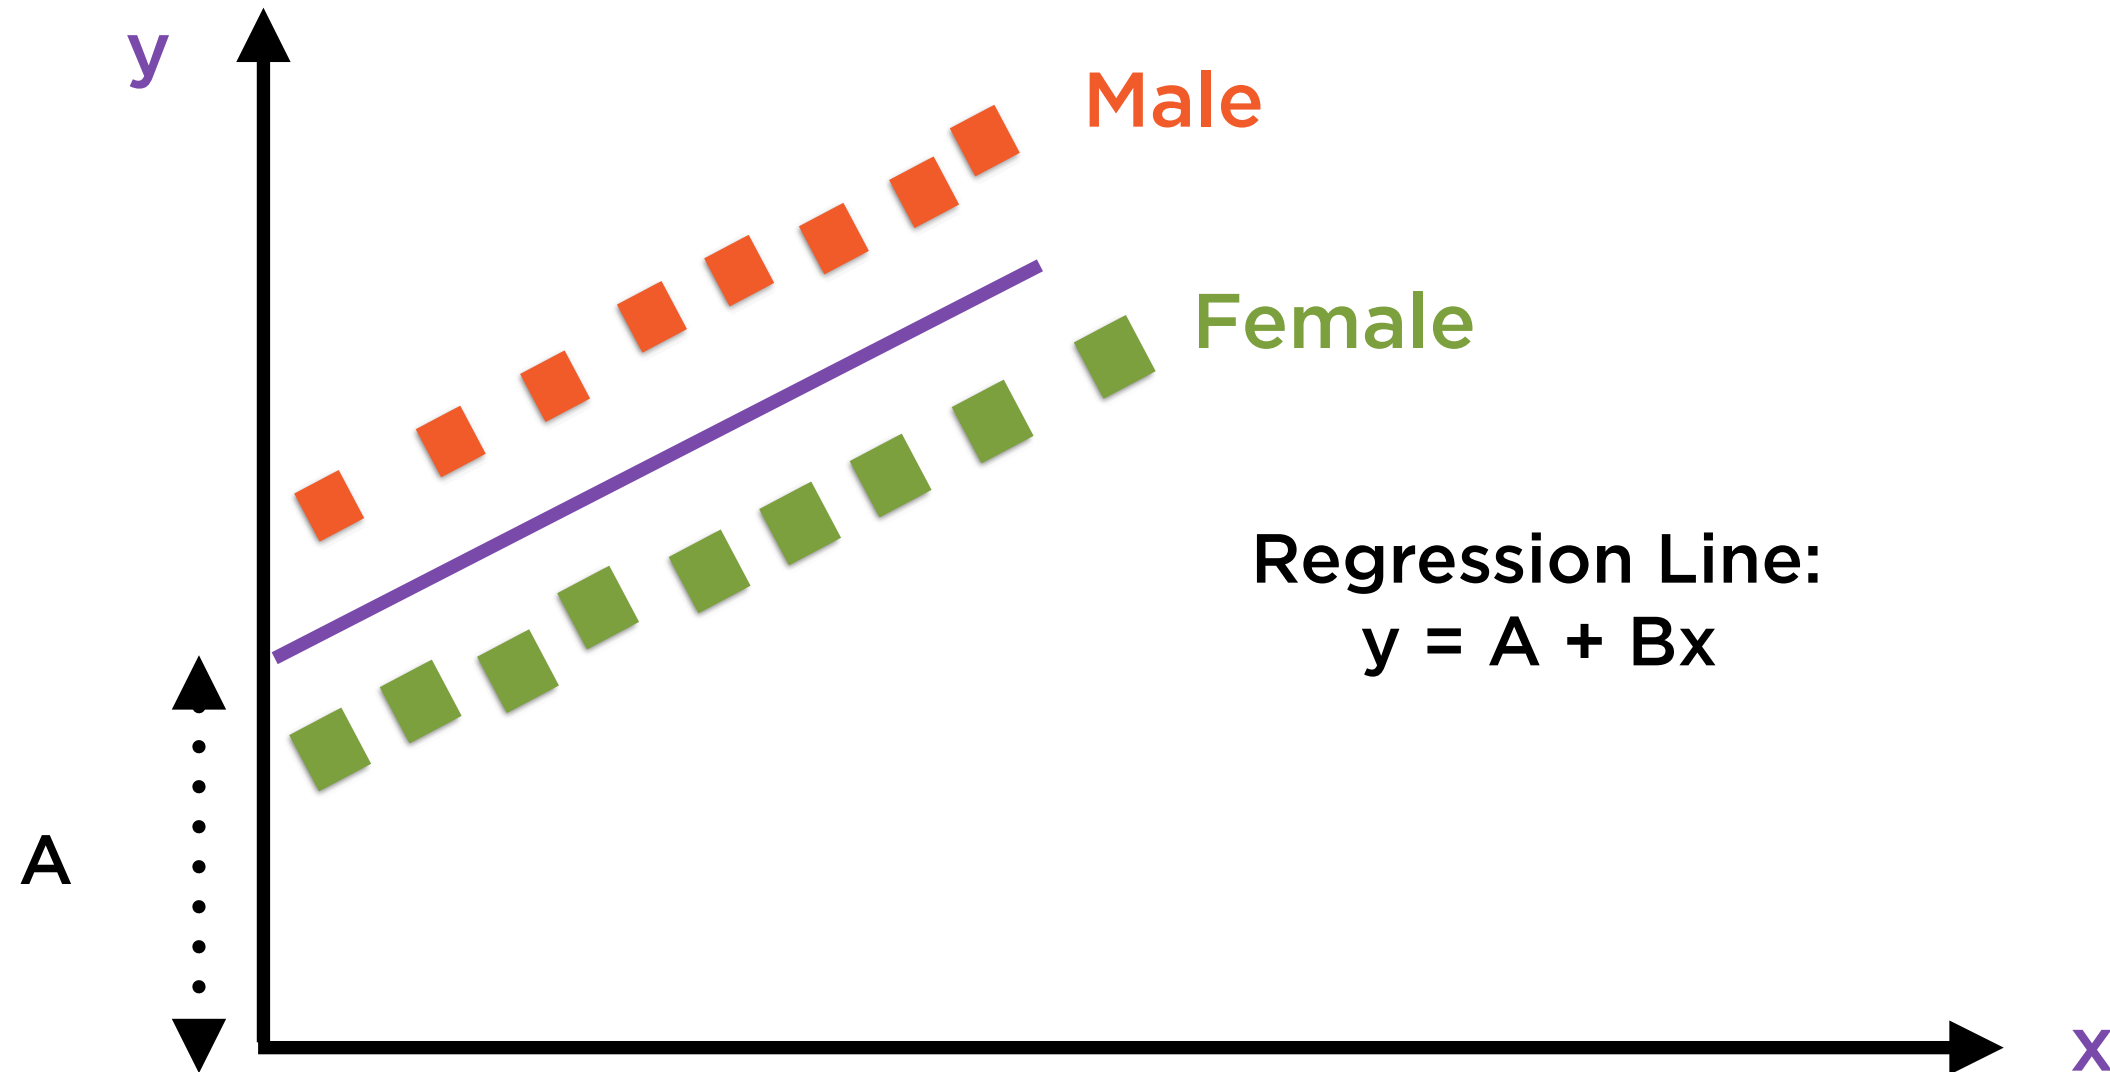 y
Male
Female
Regression Line:
y = A + Bx
A
x